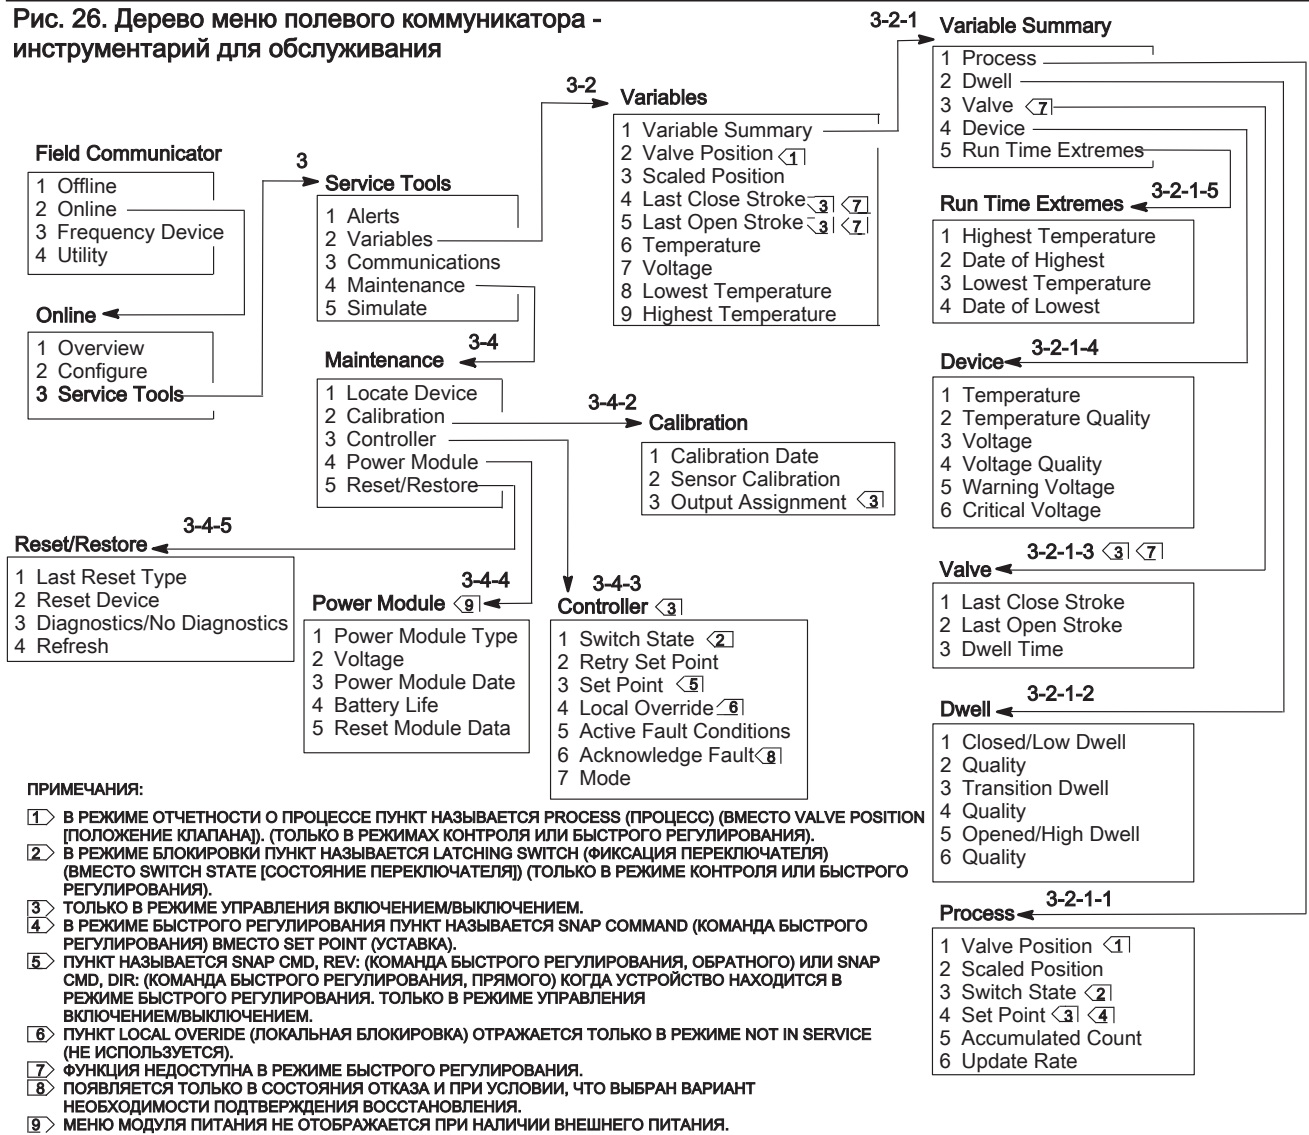 Рис. 26. Дерево меню полевого коммуникатора -
инструментарий для обслуживания
Field Communicator
1 Offline
2 Online
3 Frequency Device
4 Utility
Online
1 Overview
2 Configure
3 Service Tools
3
Service Tools
1 Alerts
2 Variables
3 Communications
4 Maintenance
5 Simulate
3-4
Maintenance
1 Locate Device
2 Calibration
3 Controller
4 Power Module
5 Reset/Restore
3-2
Variables
1 Variable Summary
2 Valve Position 1
3 Scaled Position
4 Last Close Stroke 3 7
5 Last Open Stroke 3 7
6 Temperature
7 Voltage
8 Lowest Temperature
9 Highest Temperature
3-4-2
Calibration
1 Calibration Date
2 Sensor Calibration
3 Output Assignment 3
3-4-5
Reset/Restore
1 Last Reset Type
2 Reset Device
3 Diagnostics/No Diagnostics
4 Refresh
3-4-4
Power Module 9
1 Power Module Type
2 Voltage
3 Power Module Date
4 Battery Life
5 Reset Module Data
3-4-3
Controller 3
1 Switch State 2
2 Retry Set Point
3 Set Point 5
4 Local Override 6
5 Active Fault Conditions
6 Acknowledge Fault 8
7 Mode
3-2-1
Variable Summary
1 Process
2 Dwell
3 Valve 7
4 Device
5 Run Time Extremes
3-2-1-5
Run Time Extremes
1 Highest Temperature
2 Date of Highest
3 Lowest Temperature
4 Date of Lowest
3-2-1-4
Device
1 Temperature
2 Temperature Quality
3 Voltage
4 Voltage Quality
5 Warning Voltage
6 Critical Voltage
3-2-1-3 3 7
Valve
1 Last Close Stroke
2 Last Open Stroke
3 Dwell Time
3-2-1-2
Dwell
1 Closed/Low Dwell
2 Quality
3 Transition Dwell
4 Quality
5 Opened/High Dwell
6 Quality
3-2-1-1
Process
1 Valve Position 1
2 Scaled Position
3 Switch State 2
4 Set Point 3 4
5 Accumulated Count
6 Update Rate
ПРИМЕЧАНИЯ:
1 В РЕЖИМЕ ОТЧЕТНОСТИ О ПРОЦЕССЕ ПУНКТ НАЗЫВАЕТСЯ PROCESS (ПРОЦЕСС) (ВМЕСТО VALVE POSITION
[ПОЛОЖЕНИЕ КЛАПАНА]). (ТОЛЬКО В РЕЖИМАХ КОНТРОЛЯ ИЛИ БЫСТРОГО РЕГУЛИРОВАНИЯ).
2 В РЕЖИМЕ БЛОКИРОВКИ ПУНКТ НАЗЫВАЕТСЯ LATCHING SWITCH (ФИКСАЦИЯ ПЕРЕКЛЮЧАТЕЛЯ)
(ВМЕСТО SWITCH STATE [СОСТОЯНИЕ ПЕРЕКЛЮЧАТЕЛЯ]) (ТОЛЬКО В РЕЖИМЕ КОНТРОЛЯ ИЛИ БЫСТРОГО
РЕГУЛИРОВАНИЯ).
3 ТОЛЬКО В РЕЖИМЕ УПРАВЛЕНИЯ ВКЛЮЧЕНИЕМ/ВЫКЛЮЧЕНИЕМ.
4 В РЕЖИМЕ БЫСТРОГО РЕГУЛИРОВАНИЯ ПУНКТ НАЗЫВАЕТСЯ SNAP COMMAND (КОМАНДА БЫСТРОГО
РЕГУЛИРОВАНИЯ) ВМЕСТО SET POINT (УСТАВКА).
5 ПУНКТ НАЗЫВАЕТСЯ SNAP CMD, REV: (КОМАНДА БЫСТРОГО РЕГУЛИРОВАНИЯ, ОБРАТНОГО) ИЛИ SNAP
CMD, DIR: (КОМАНДА БЫСТРОГО РЕГУЛИРОВАНИЯ, ПРЯМОГО) КОГДА УСТРОЙСТВО НАХОДИТСЯ В
РЕЖИМЕ БЫСТРОГО РЕГУЛИРОВАНИЯ. ТОЛЬКО В РЕЖИМЕ УПРАВЛЕНИЯ
ВКЛЮЧЕНИЕМ/ВЫКЛЮЧЕНИЕМ.
6 ПУНКТ LOCAL OVERIDE (ЛОКАЛЬНАЯ БЛОКИРОВКА) ОТРАЖАЕТСЯ ТОЛЬКО В РЕЖИМЕ NOT IN SERVICE
(НЕ ИСПОЛЬЗУЕТСЯ).
7 ФУНКЦИЯ НЕДОСТУПНА В РЕЖИМЕ БЫСТРОГО РЕГУЛИРОВАНИЯ.
8 ПОЯВЛЯЕТСЯ ТОЛЬКО В СОСТОЯНИЯ ОТКАЗА И ПРИ УСЛОВИИ, ЧТО ВЫБРАН ВАРИАНТ
НЕОБХОДИМОСТИ ПОДТВЕРЖДЕНИЯ ВОССТАНОВЛЕНИЯ.
9 МЕНЮ МОДУЛЯ ПИТАНИЯ НЕ ОТОБРАЖАЕТСЯ ПРИ НАЛИЧИИ ВНЕШНЕГО ПИТАНИЯ.